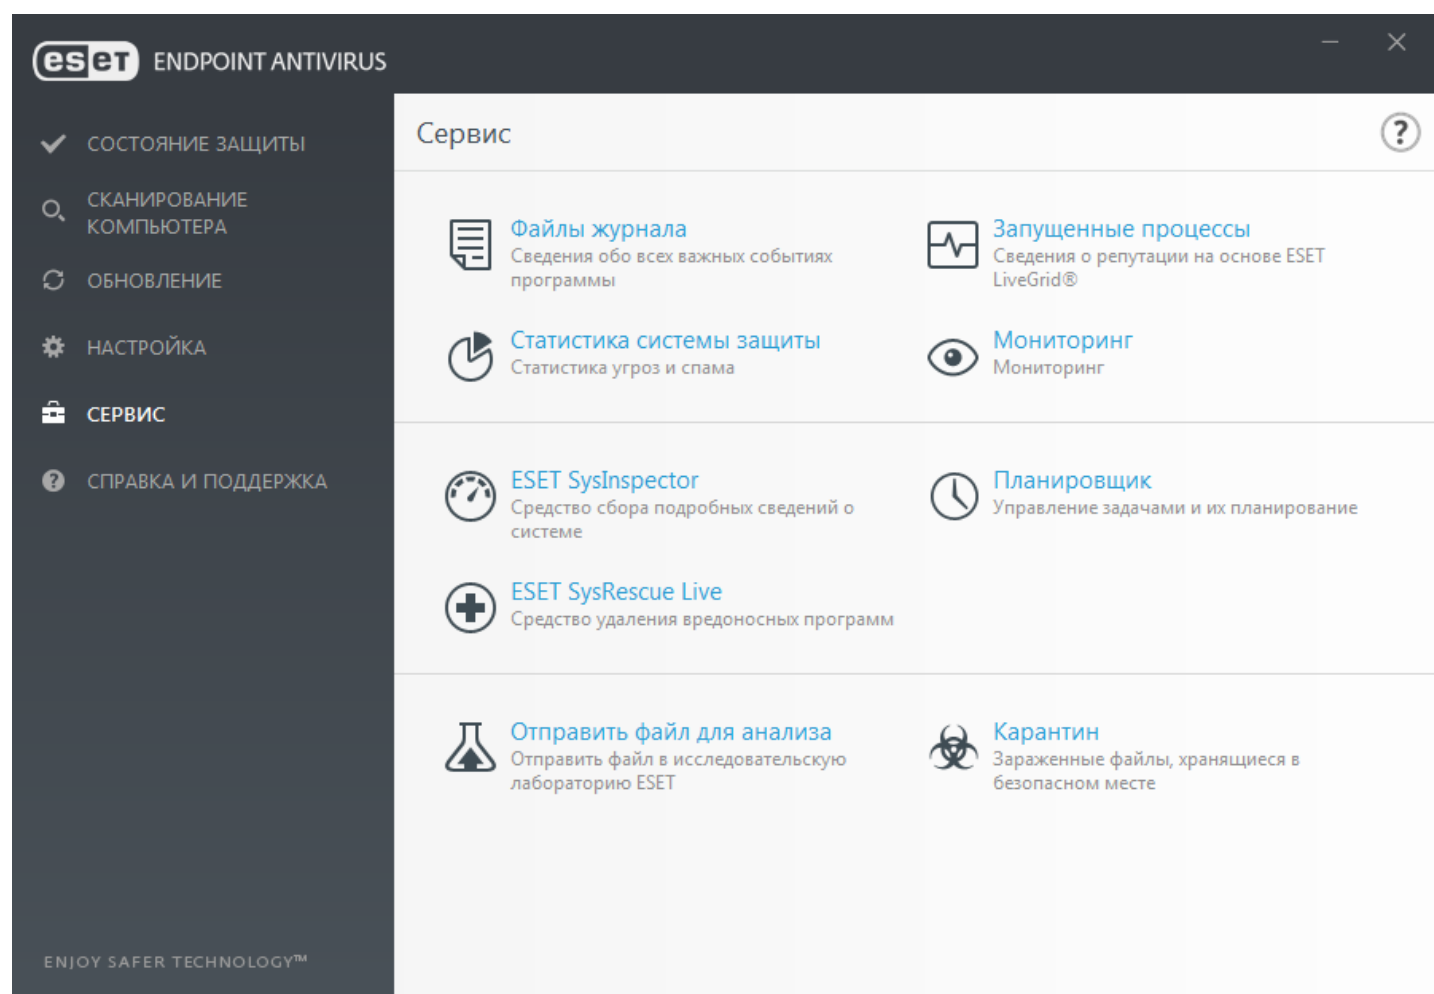 eset ENDPOINT ANTIVIRUS
СОСТОЯНИЕ ЗАЩИТЫ
СКАНИРОВАНИЕ
КОМПЬЮТЕРА
ОБНОВЛЕНИЕ
НАСТРОЙКА
СЕРВИС
СПРАВКА И ПОДДЕРЖКА
ENJOY SAFER TECHNOLOGY™
Сервис
?
Файлы журнала
Сведения обо всех важных событиях
программы
Запущенные процессы
Сведения о репутации на основе ESET
LiveGrid®
Статистика системы защиты
Статистика угроз и спама
Мониторинг
Мониторинг
ESET SysInspector
Средство сбора подробных сведений о
системе
Планировщик
Управление задачами и их планирование
ESET SysRescue Live
Средство удаления вредоносных программ
Отправить файл для анализа
Отправить файл в исследовательскую
лабораторию ESET
Карантин
Зараженные файлы, хранящиеся в
безопасном месте